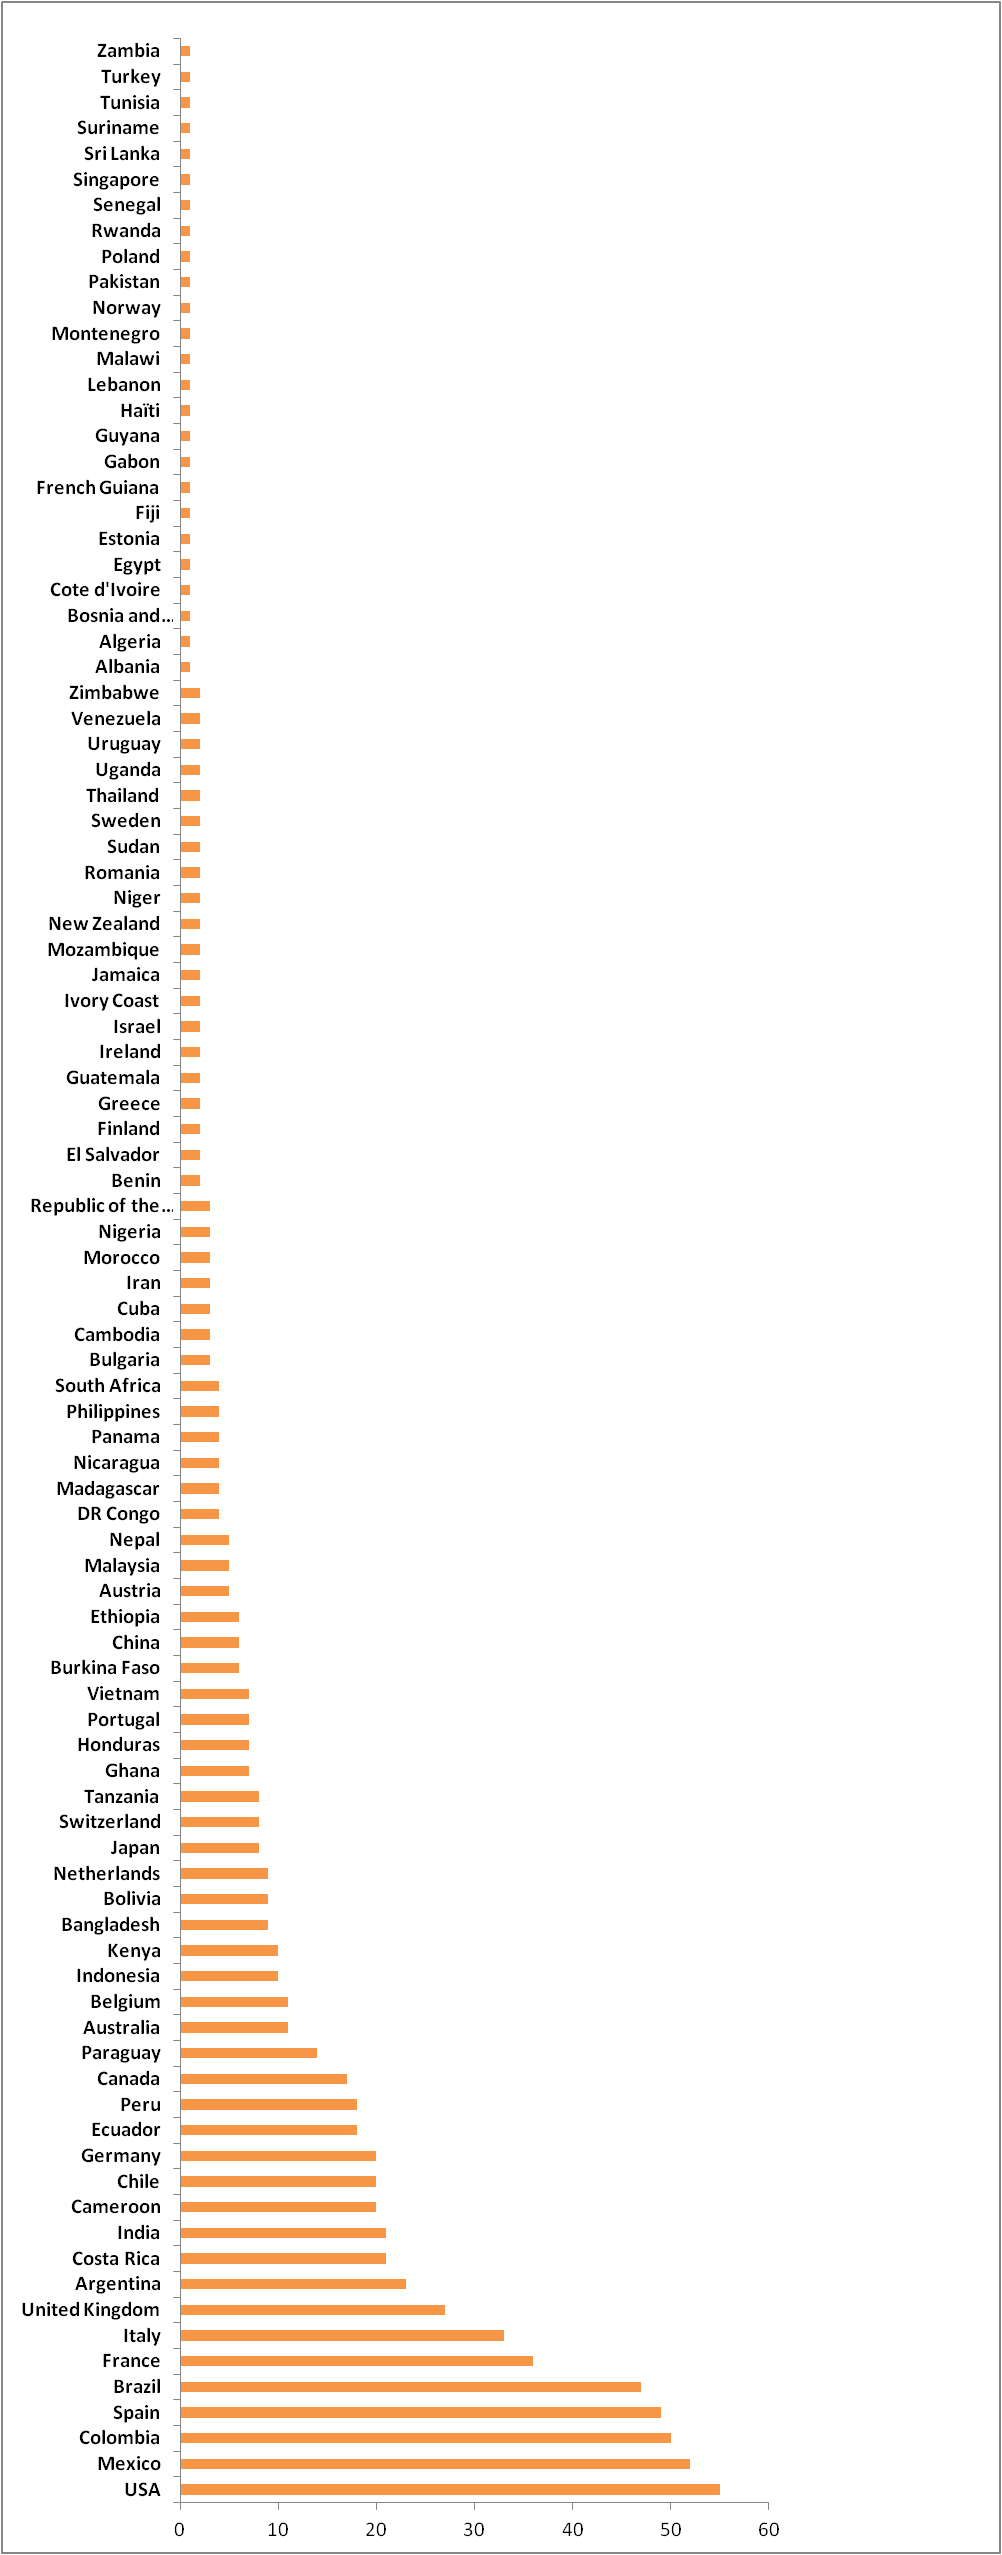 Zambia
Turkey
Tunisia
Suriname
Sri Lanka
Singapore
Senegal
Rwanda
Poland
Pakistan
Norway
Montenegro
Malawi
Lebanon
Haïti
Guyana
Gabon
French Guiana
Fiji
Estonia
Egypt
Cote d'Ivoire
Bosnia and...
Algeria
Albania
Zimbabwe
Venezuela
Uruguay
Uganda
Thailand
Sweden
Sudan
Romania
Niger
New Zealand
Mozambique
Jamaica
Ivory Coast
Israel
Ireland
Guatemala
Greece
Finland
El Salvador
Benin
Republic of the...
Nigeria
Morocco
Iran
Cuba
Cambodia
Bulgaria
South Africa
Philippines
Panama
Nicaragua
Madagascar
DR Congo
Nepal
Malaysia
Austria
Ethiopia
China
Burkina Faso
Vietnam
Portugal
Honduras
Ghana
Tanzania
Switzerland
Japan
Netherlands
Bolivia
Bangladesh
Kenya
Indonesia
Belgium
Australia
Paraguay
Canada
Peru
Ecuador
Germany
Chile
Cameroon
India
Costa Rica
Argentina
United Kingdom
Italy
France
Brazil
Spain
Colombia
Mexico
USA
0 10 20 30 40 50 60